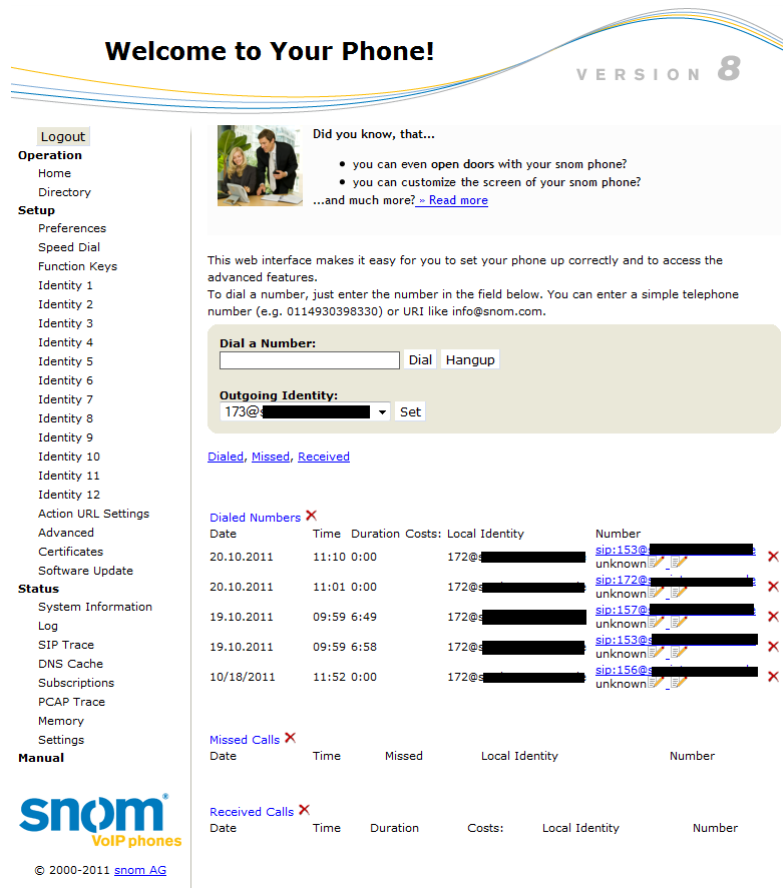 Welcome to Your Phone!
VERSION 8
Logout
Operation
Home
Directory
Setup
Preferences
Speed Dial
Function Keys
Identity 1
Identity 2
Identity 3
Identity 4
Identity 5
Identity 6
Identity 7
Identity 8
Identity 9
Identity 10
Identity 11
Identity 12
Action URL Settings
Advanced
Certificates
Software Update
Status
System Information
Log
SIP Trace
DNS Cache
Subscriptions
PCAP Trace
Memory
Settings
Manual
snom
VoIP phones
© 2000-2011 snom AG
Did you know, that...
• you can even open doors with your snom phone?
• you can customize the screen of your snom phone?
...and much more? » Read more
This web interface makes it easy for you to set your phone up correctly and to access the
advanced features.
To dial a number, just enter the number in the field below. You can enter a simple telephone
number (e.g. 0114930398330) or URI like info@snom.com.
Dial a Number:
Dial Hangup
Outgoing Identity:
173@ Set
Dialed, Missed, Received
Dialed Numbers
Date Time Duration Costs: Local Identity Number
20.10.2011 11:10 0:00 172@ sip:153@
unknown
20.10.2011 11:01 0:00 172@ sip:172@
unknown
19.10.2011 09:59 6:49 172@ sip:157@
unknown
19.10.2011 09:59 6:58 172@ sip:153@
unknown
10/18/2011 11:52 0:00 172@ sip:156@
unknown
Missed Calls
Date Time Missed Local Identity Number
Received Calls
Date Time Duration Costs: Local Identity Number